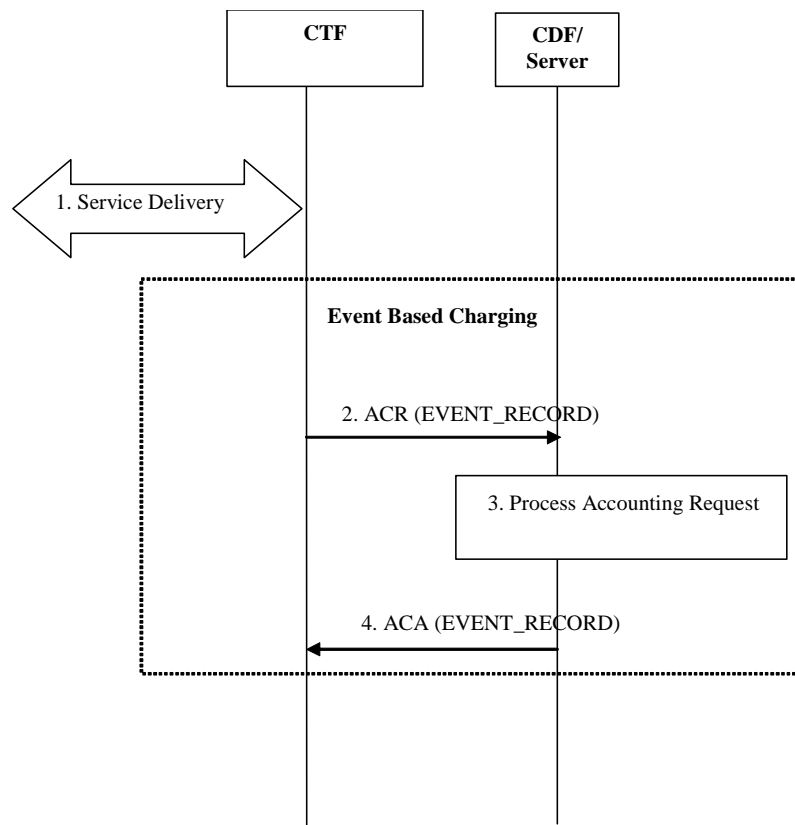 CTF
CDF/
Server
1. Service Delivery
Event Based Charging
2. ACR (EVENT_RECORD)
3. Process Accounting Request
4. ACA (EVENT_RECORD)